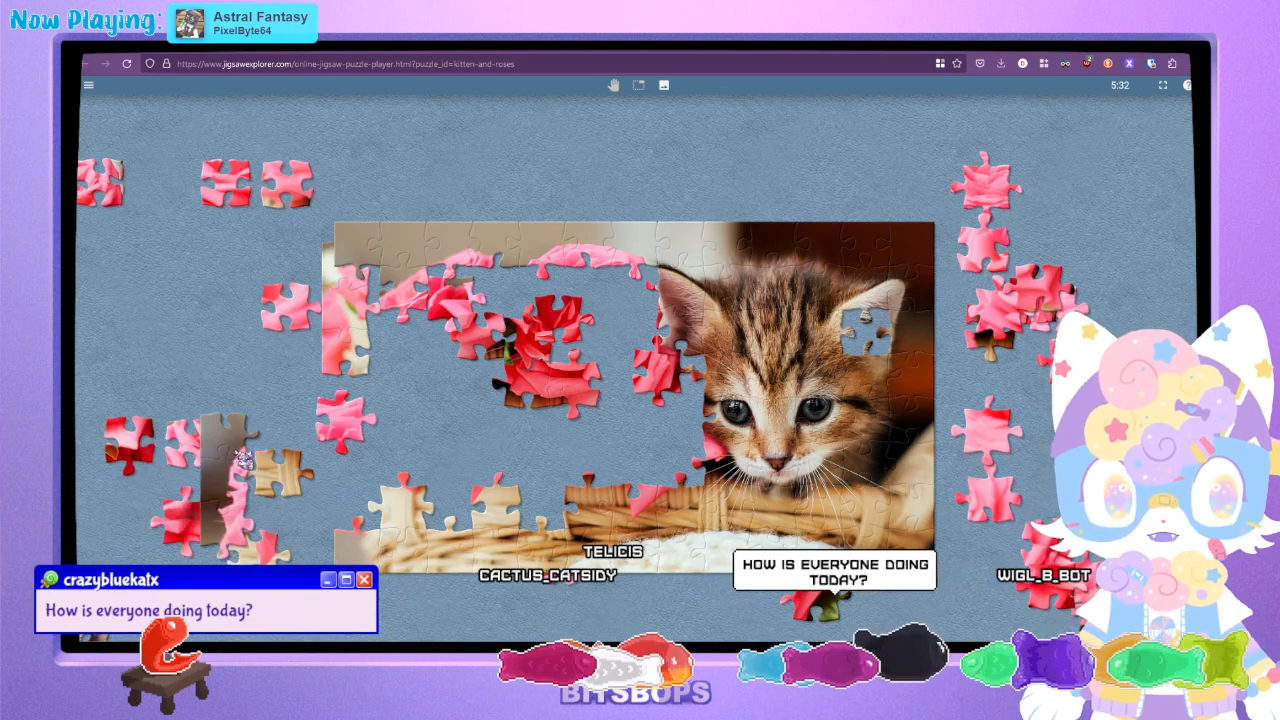 Now Playing:
Astral Fantasy
PixelByte64
https://www.jigsawexplorer.com/online-jigsaw-puzzle-player.html?puzzle_id=kitten-and-roses
5:32
TELICIS
CACTUS_CATSIDY
HOW IS EVERYONE DOING
TODAY?
WIGL_B_BOT
crazybluekatx
How is everyone doing today?
BITSBOPS